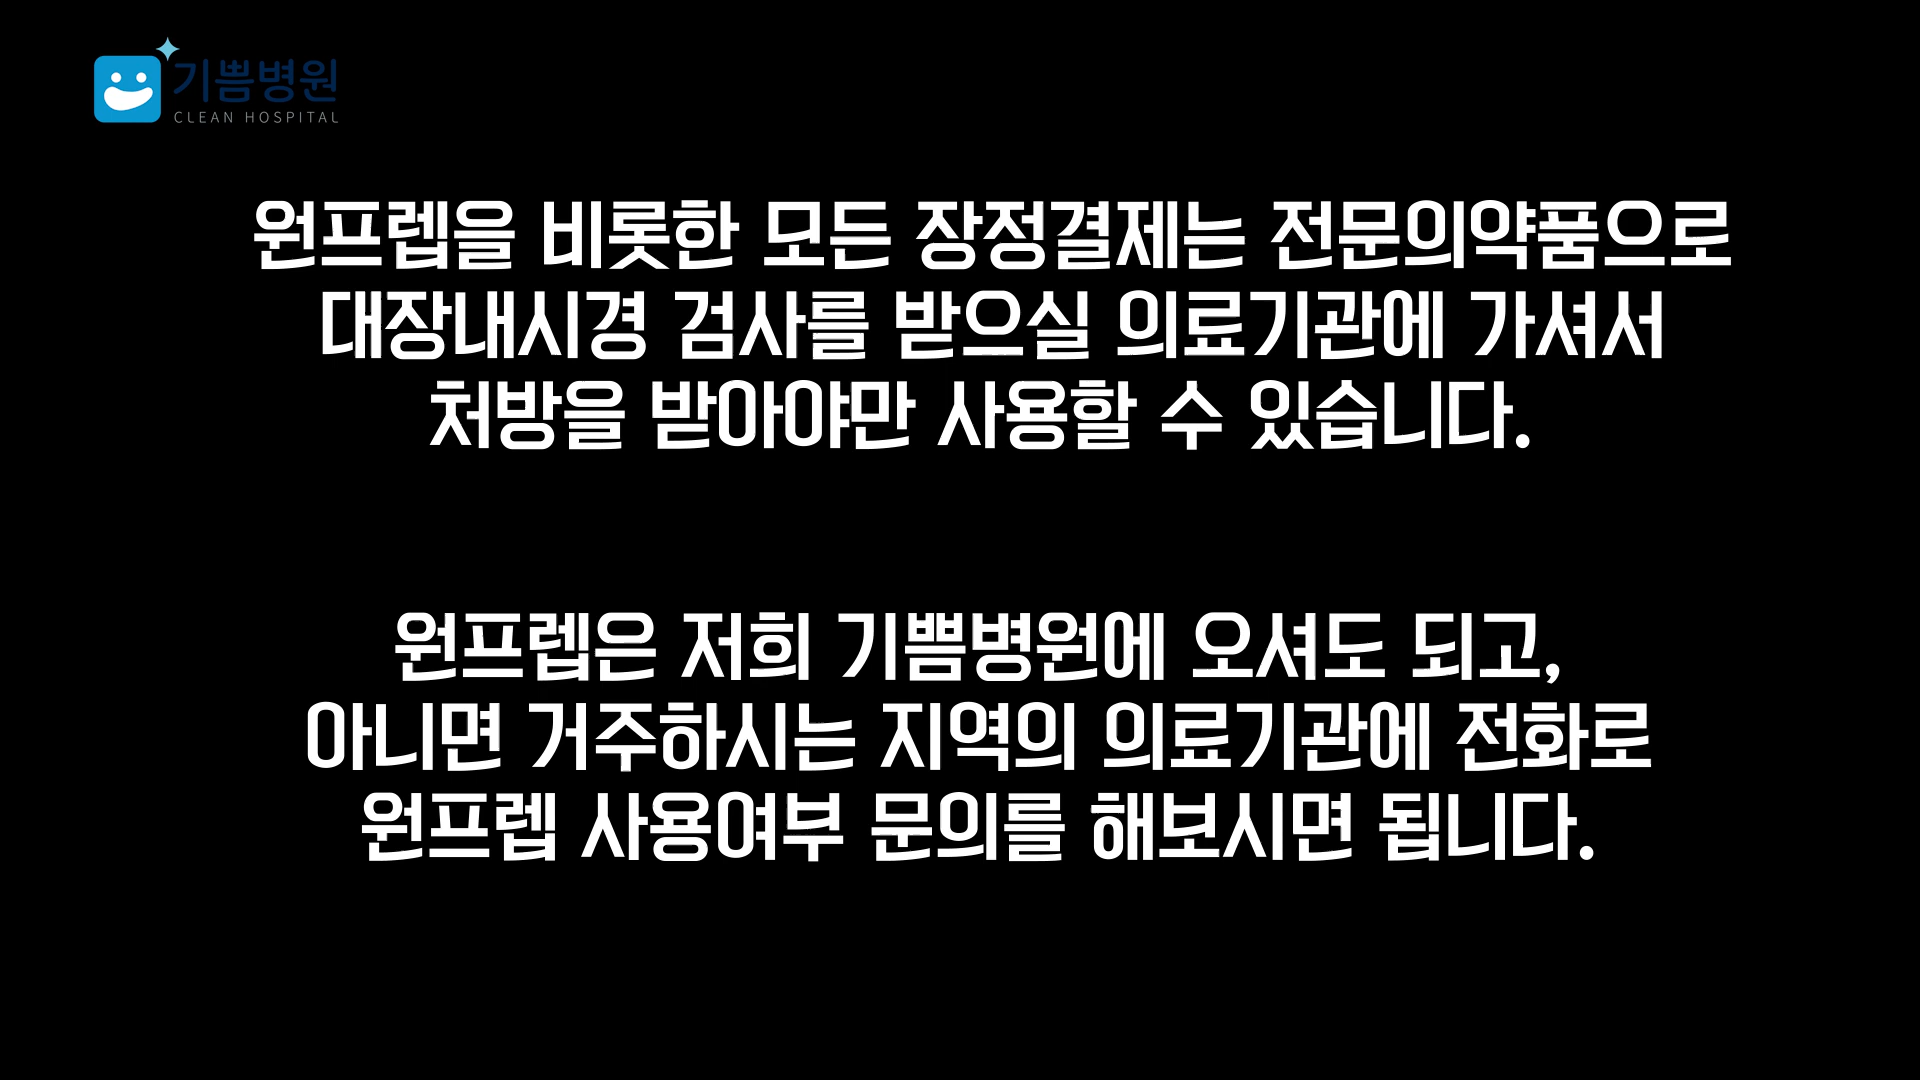 기쁨병원
CLEAN HOSPITAL
원프렙을 비롯한 모든 장정결제는 전문의약품으로
대장내시경 검사를 받으실 의료기관에 가셔서
처방을 받아야만 사용할 수 있습니다.
원프렙은 저희 기쁨병원에 오셔도 되고,
아니면 거주하시는 지역의 의료기관에 전화로
원프렙 사용여부 문의를 해보시면 됩니다.